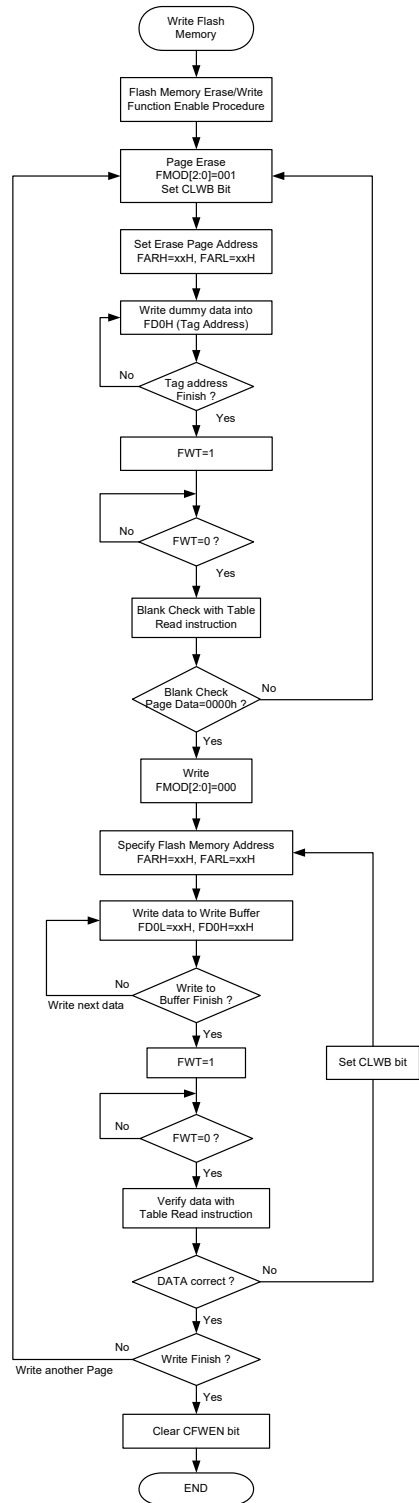 Write Flash
Memory
Flash Memory Erase/Write
Function Enable Procedure
Page Erase
FMOD[2:0]=001
Set CLWB Bit
Set Erase Page Address
FARH=xxH, FARL=xxH
Write dummy data into
FD0H (Tag Address)
No
Tag address
Finish ?
Yes
FWT=1
No
FWT=0 ?
Yes
Blank Check with Table
Read instruction
No
Blank Check
Page Data=0000h ?
Yes
Write
FMOD[2:0]=000
Specify Flash Memory Address
FARH=xxH, FARL=xxH
Write data to Write Buffer
FD0L=xxH, FD0H=xxH
No
Write to
Buffer Finish ?
Write next data
Yes
FWT=1
Set CLWB bit
No
FWT=0 ?
Yes
Verify data with
Table Read instruction
No
DATA correct ?
Yes
No
Write Finish ?
Write another Page
Yes
Clear CFWEN bit
END